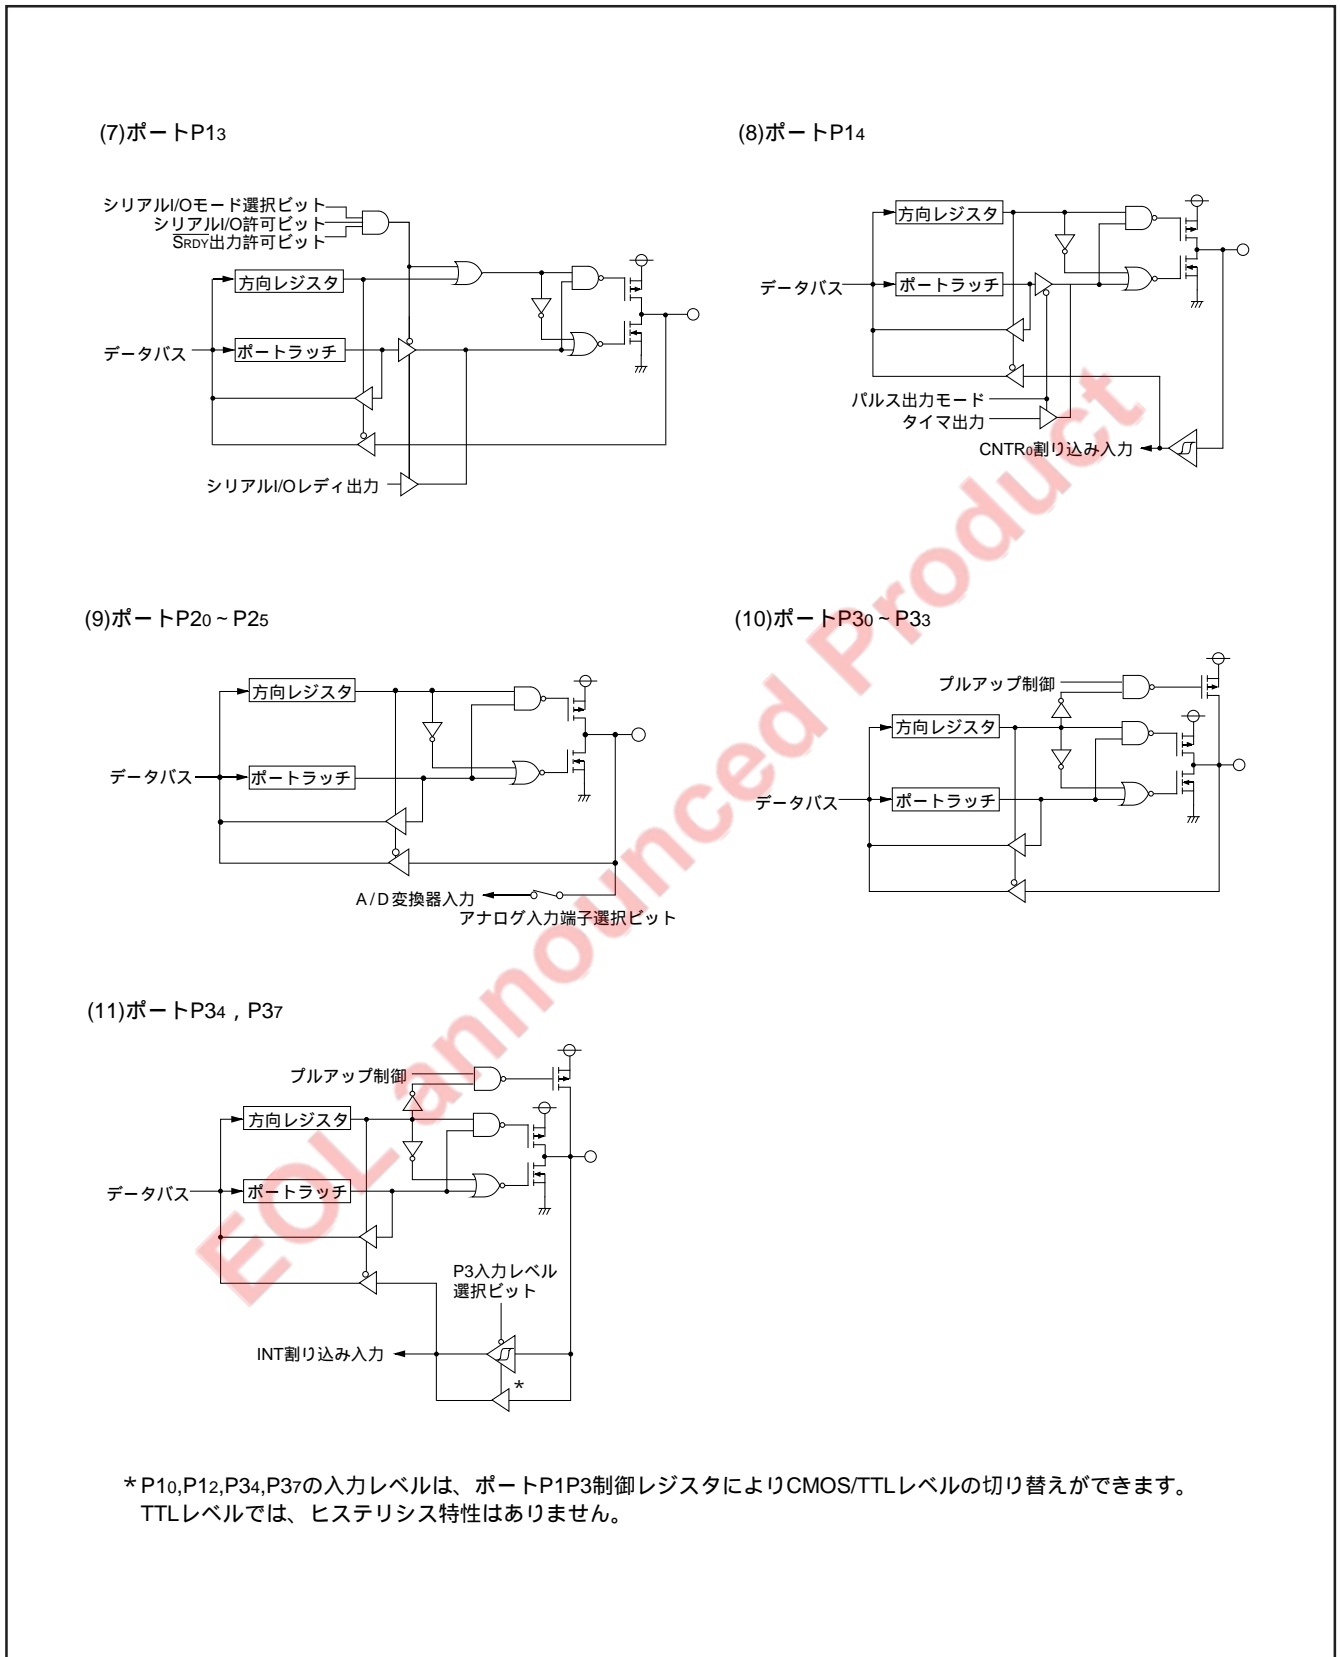 (7)ポートP13
シリアルI/Oモード選択ビット
シリアルI/O許可ビット
SRDY出力許可ビット
方向レジスタ
データバス
ポートラッチ
シリアルI/Oレディ出力
(8)ポートP14
方向レジスタ
データバス
ポートラッチ
パルス出力モード
タイマ出力
CNTR0割り込み入力
(9)ポートP20 ~ P25
方向レジスタ
データバス
ポートラッチ
A/D変換器入力
アナログ入力端子選択ビット
(10)ポートP30 ~ P33
プルアップ制御
方向レジスタ
データバス
ポートラッチ
(11)ポートP34 , P37
プルアップ制御
方向レジスタ
データバス
ポートラッチ
P3入力レベル
選択ビット
INT割り込み入力
*
* P10,P12,P34,P37の入力レベルは、ポートP1P3制御レジスタによりCMOS/TTLレベルの切り替えができます。
TTLレベルでは、ヒステリシス特性はありません。
EOL announced Product